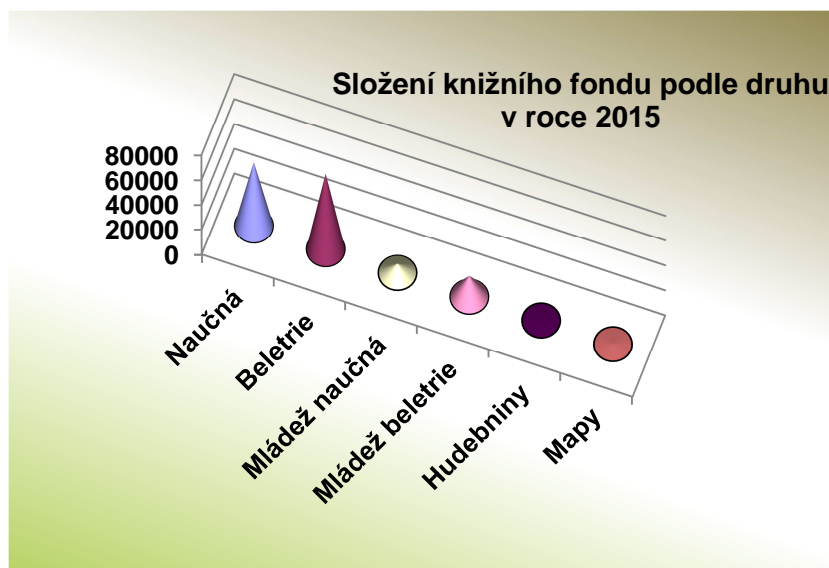 Složení knižního fondu podle druhu
v roce 2015
80000
60000
40000
20000
0
Naučná
Beletrie
Mládež naučná
Mládež beletrie
Hudebniny
Mapy